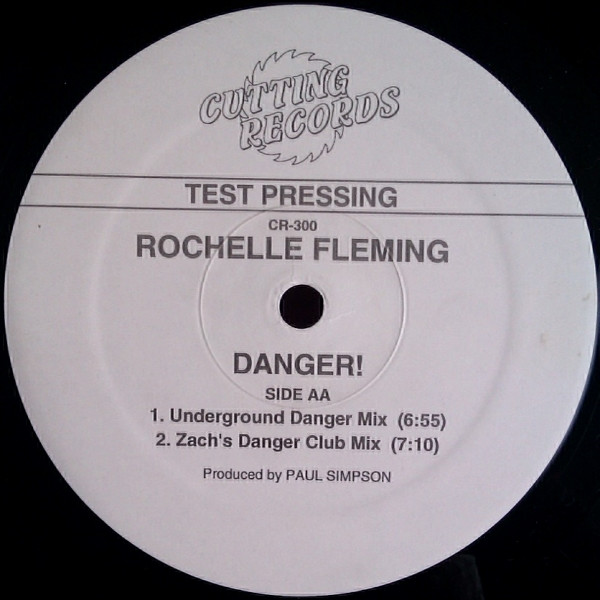 CUTTING
RECORDS
TEST PRESSING
CR-300
ROCHELLE FLEMING
DANGER!
SIDE AA
1. Underground Danger Mix (6:55)
2. Zach's Danger Club Mix (7:10)
Produced by PAUL SIMPSON